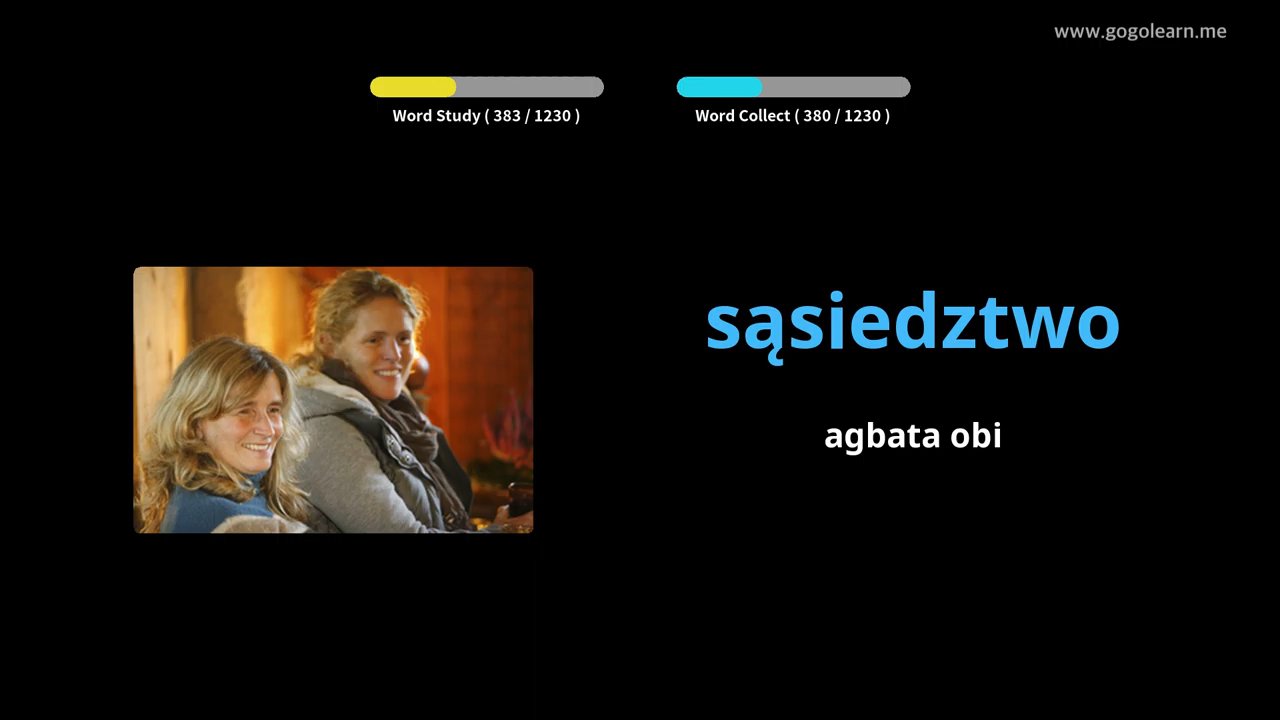 www.gogolearn.me
Word Study ( 383 / 1230 )
Word Collect ( 380 / 1230 )
sąsiedztwo
agbata obi